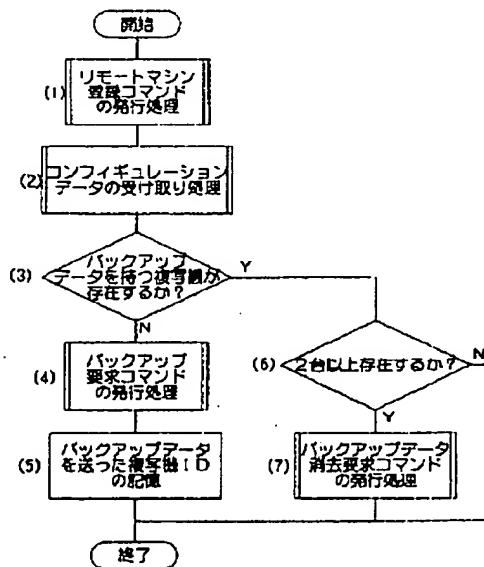 開始
(1)
リモートマシン
登録コマンド
の発行処理
(2)
コンフィギュレーション
データの受け取り処理
(3)
バックアップ
データを持つ複写機が
存在するか?
Y
N
(4)
バックアップ
要求コマンド
の発行処理
(5)
バックアップデータ
を送った複写機ID
の記憶
(6)
2台以上存在するか?
N
Y
(7)
バックアップデータ
消去要求コマンド
の発行処理
終了